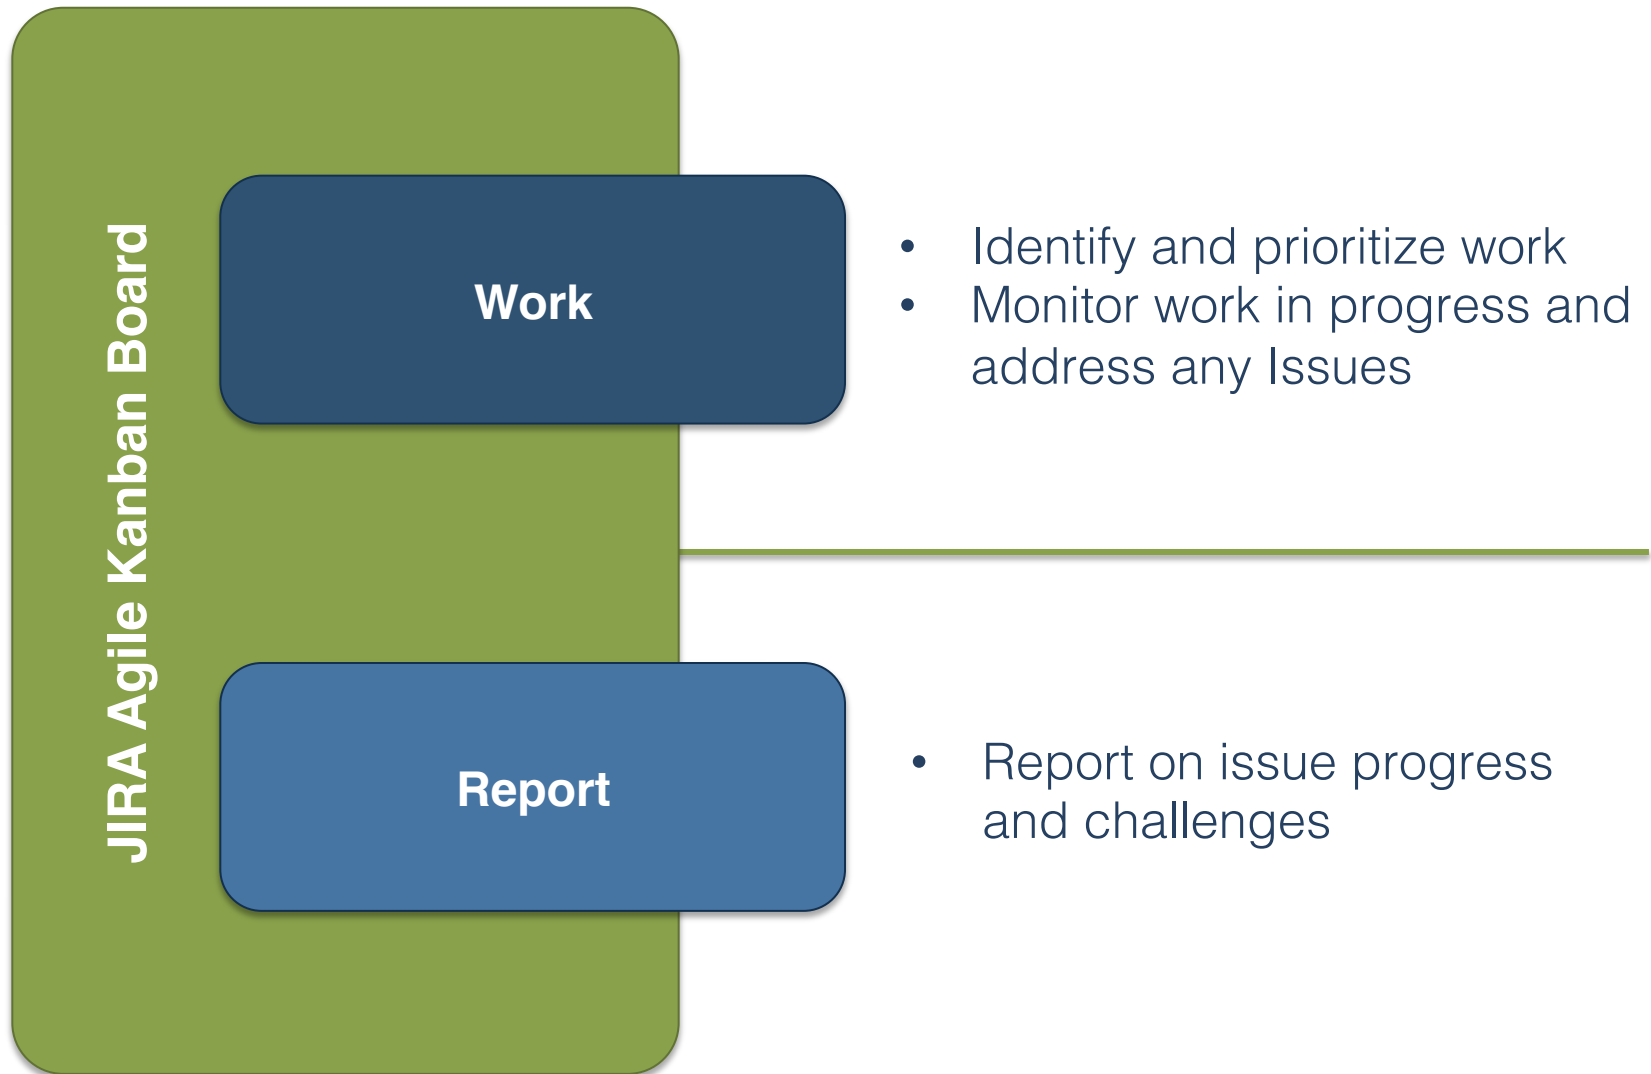 JIRA Agile Kanban Board
Work
• Identify and prioritize work
• Monitor work in progress and
address any Issues
Report
• Report on issue progress
and challenges